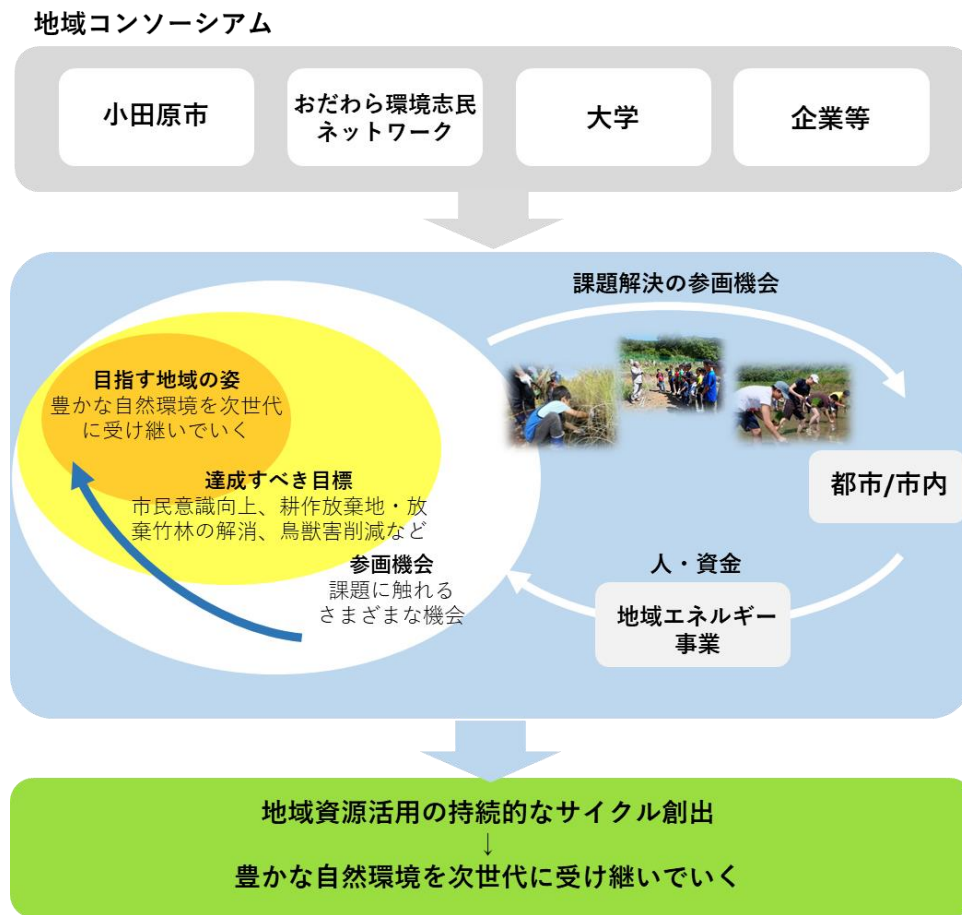 地域コンソーシアム
小田原市
おだわら環境志民
ネットワーク
大学
企業等
課題解決の参画機会
目指す地域の姿
豊かな自然環境を次世代
に受け継いでいく
達成すべき目標
市民意識向上、耕作放棄地・放
棄竹林の解消、鳥獣害削減など
参画機会
課題に触れる
さまざまな機会
都市/市内
人・資金
地域エネルギー
事業
地域資源活用の持続的なサイクル創出
↓
豊かな自然環境を次世代に受け継いでいく